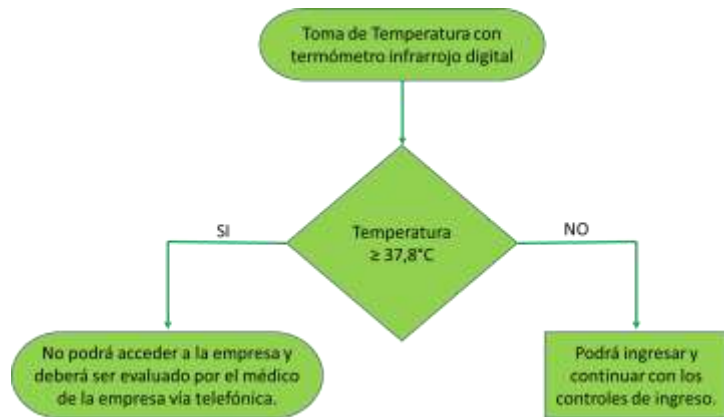 Toma de Temperatura con
termómetro infrarrojo digital
SI
Temperatura
≥ 37,8°C
NO
No podrá acceder a la empresa y
deberá ser evaluado por el médico
de la empresa vía telefónica.
Podrá ingresar y
continuar con los
controles de ingreso.